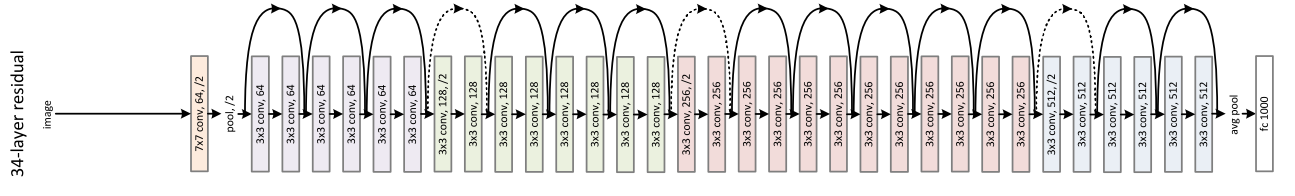 34-layer residual
image
7x7 conv, 64, /2
pool, /2
3x3 conv, 64
3x3 conv, 64
3x3 conv, 64
3x3 conv, 64
3x3 conv, 64
3x3 conv, 64
3x3 conv, 128, /2
3x3 conv, 128
3x3 conv, 128
3x3 conv, 128
3x3 conv, 128
3x3 conv, 128
3x3 conv, 128
3x3 conv, 128
3x3 conv, 256, /2
3x3 conv, 256
3x3 conv, 256
3x3 conv, 256
3x3 conv, 256
3x3 conv, 256
3x3 conv, 256
3x3 conv, 256
3x3 conv, 256
3x3 conv, 256
3x3 conv, 256
3x3 conv, 256
3x3 conv, 512, /2
3x3 conv, 512
3x3 conv, 512
3x3 conv, 512
3x3 conv, 512
3x3 conv, 512
avg pool
fc 1000